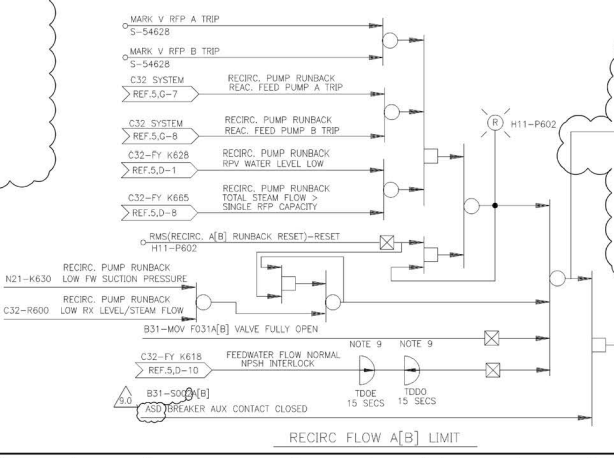 MARK V RFP A TRIP
S-54628
MARK V RFP B TRIP
S-54628
C32 SYSTEM
REF.5,G-7
RECIRC. PUMP RUNBACK
REAC. FEED PUMP A TRIP
C32 SYSTEM
REF.5,G-8
RECIRC. PUMP RUNBACK
REAC. FEED PUMP B TRIP
C32-FY K628
REF.5,D-1
RECIRC. PUMP RUNBACK
RPV WATER LEVEL LOW
C32-FY K665
REF.5,D-8
RECIRC. PUMP RUNBACK
TOTAL STEAM FLOW >
SINGLE RFP CAPACITY
R H11-P602
RMS(RECIRC. A[B] RUNBACK RESET)-RESET
H11-P602
N21-K630
RECIRC. PUMP RUNBACK
LOW FW SUCTION PRESSURE
C32-R600
RECIRC. PUMP RUNBACK
LOW RX LEVEL/STEAM FLOW
B31-MOV F031A[B] VALVE FULLY OPEN
C32-FY K618
REF.5,D-10
FEEDWATER FLOW NORMAL
NPSH INTERLOCK
NOTE 9
NOTE 9
TDOE
15 SECS
TDDO
15 SECS
9.0
B31-S002A[B]
ASD BREAKER AUX CONTACT CLOSED
RECIRC FLOW A[B] LIMIT